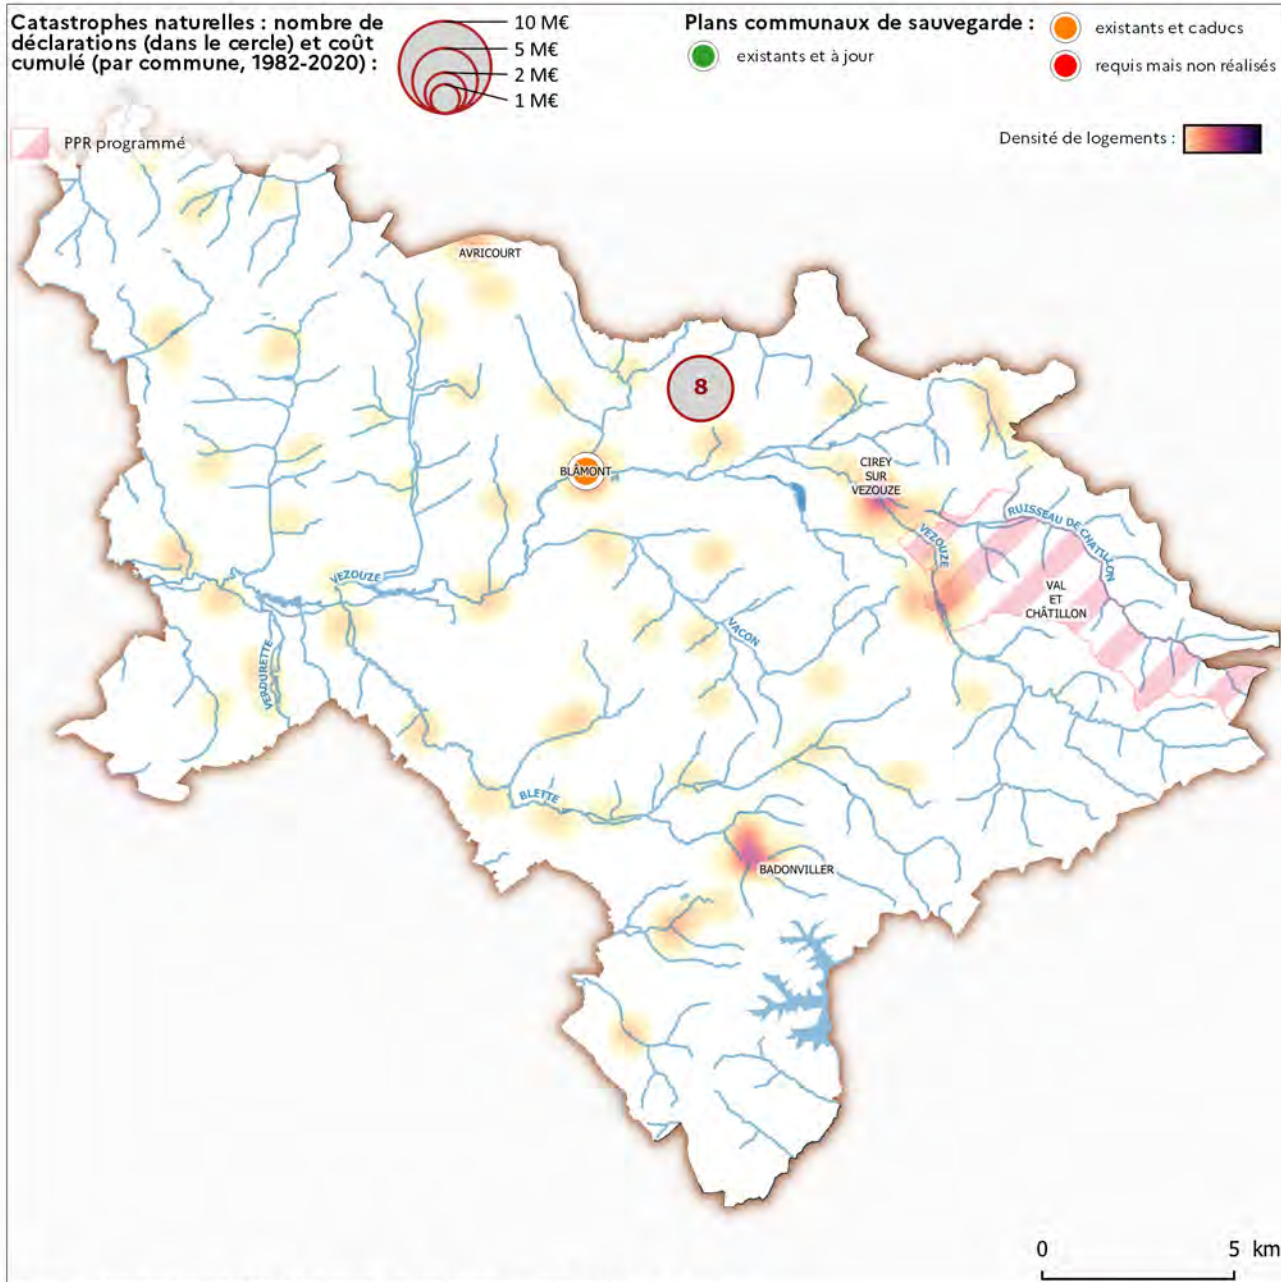 Catastrophes naturelles : nombre de
déclarations (dans le cercle) et coût
cumulé (par commune, 1982-2020) :
10 M€
5 M€
2 M€
1 M€
Plans communaux de sauvegarde :
existants et à jour
existants et caducs
requis mais non réalisés
PPR programmé
Densité de logements :
AVRICOURT
8
BLÂMONT
CIREY
SUR
VEZOUZE
RUISSEAU DE CHATILLON
VEZOUZE
VEZOUZE
VAL
ET
CHÂTILLON
VACON
VERDURETTE
BLETTE
BADONVILLER
0 5 km